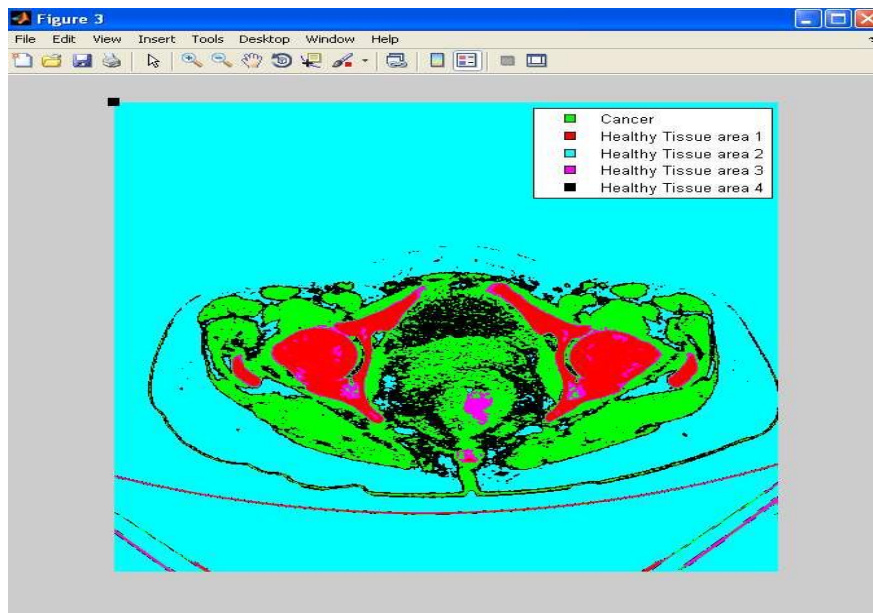 Figure 3
File Edit View Insert Tools Desktop Window Help
Cancer
Healthy Tissue area 1
Healthy Tissue area 2
Healthy Tissue area 3
Healthy Tissue area 4